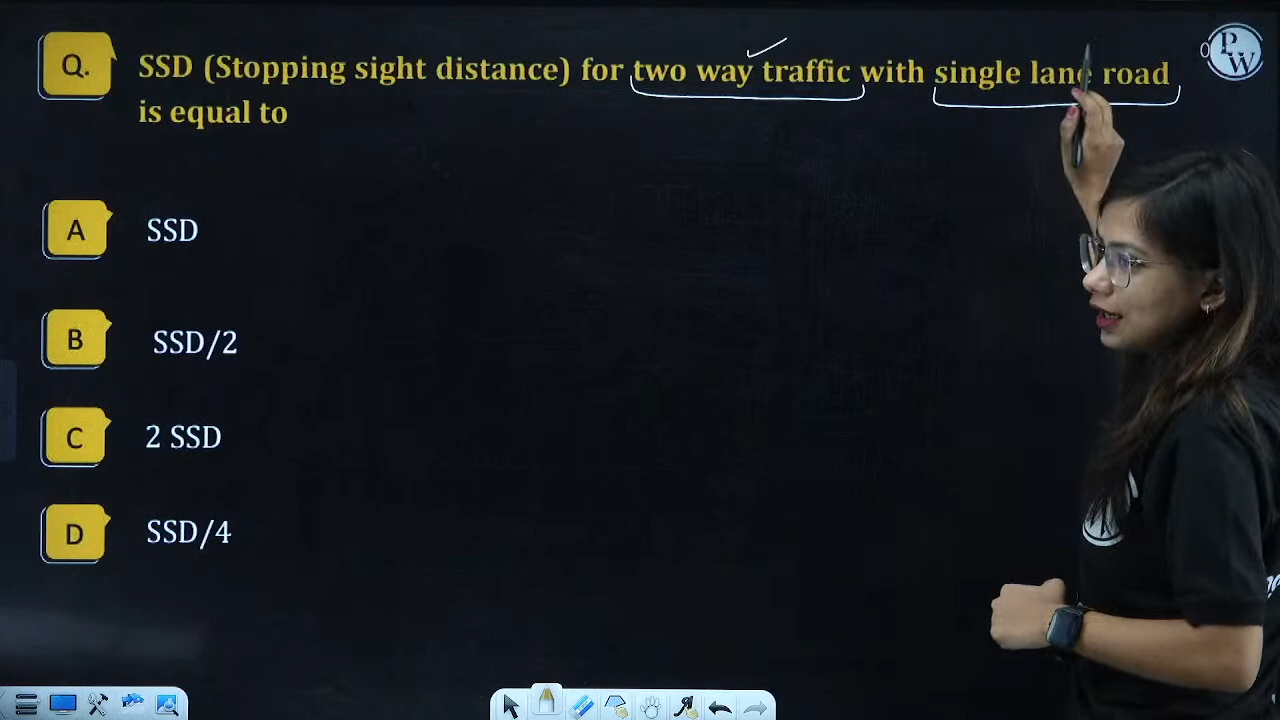 Q. SSD (Stopping sight distance) for two way traffic with single lane road
is equal to
A SSD
B SSD/2
C 2 SSD
D SSD/4
P
W